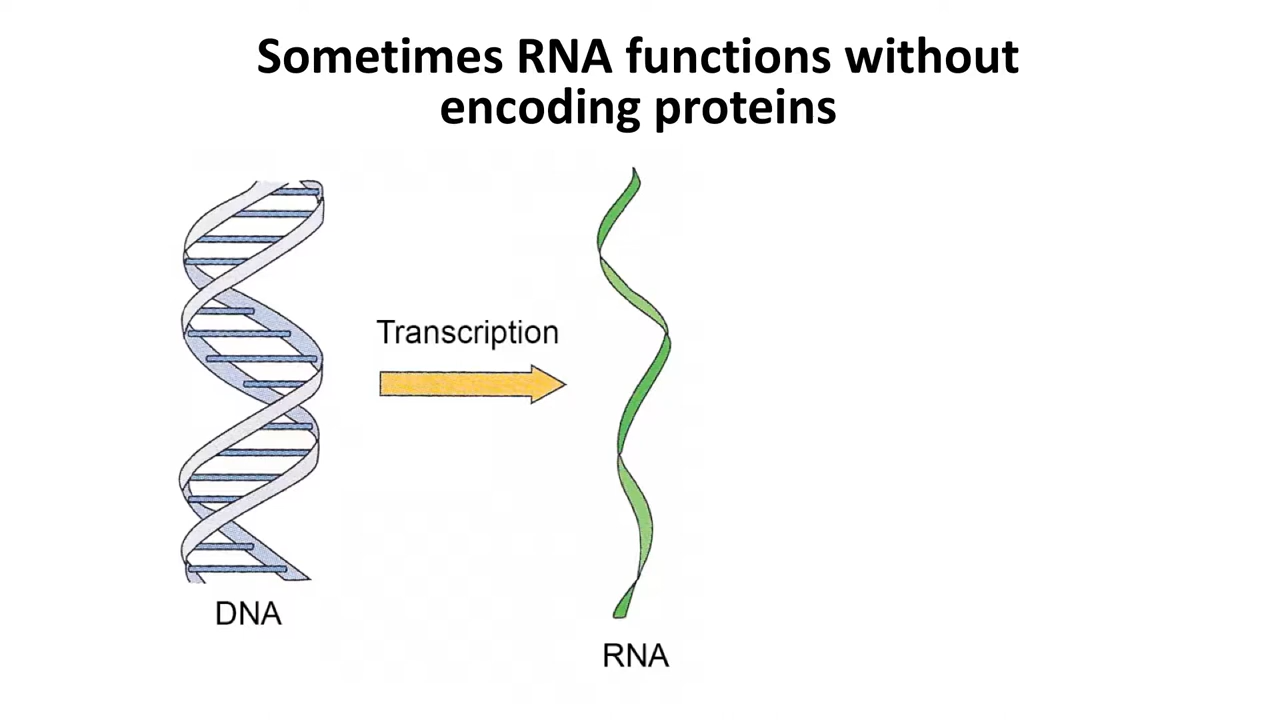 Sometimes RNA functions without
encoding proteins
Transcription
DNA
RNA